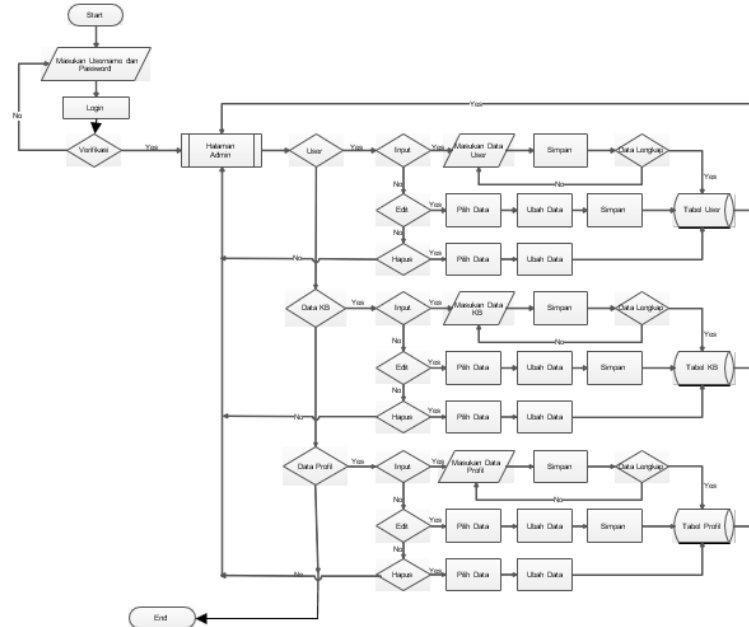 Start
Masukan Username dan
Password
Login
No
Verifikasi
Yes
Halaman
Admin
Yes
User
Yes
Input
Yes
Masukan Data
User
Simpan
Data Lengkap
No
Yes
No
Edit
Yes
Pilih Data
Ubah Data
Simpan
Tabel User
No
Hapus
Yes
Pilih Data
Ubah Data
No
Data KB
Yes
Input
Yes
Masukan Data
KB
Simpan
Data Lengkap
No
Yes
No
Edit
Yes
Pilih Data
Ubah Data
Simpan
Tabel KB
No
Hapus
Yes
Pilih Data
Ubah Data
No
Data Profil
Yes
Input
Yes
Masukan Data
Profil
Simpan
Data Lengkap
No
Yes
No
Edit
Yes
Pilih Data
Ubah Data
Simpan
Tabel Profil
No
Hapus
Yes
Pilih Data
Ubah Data
No
End